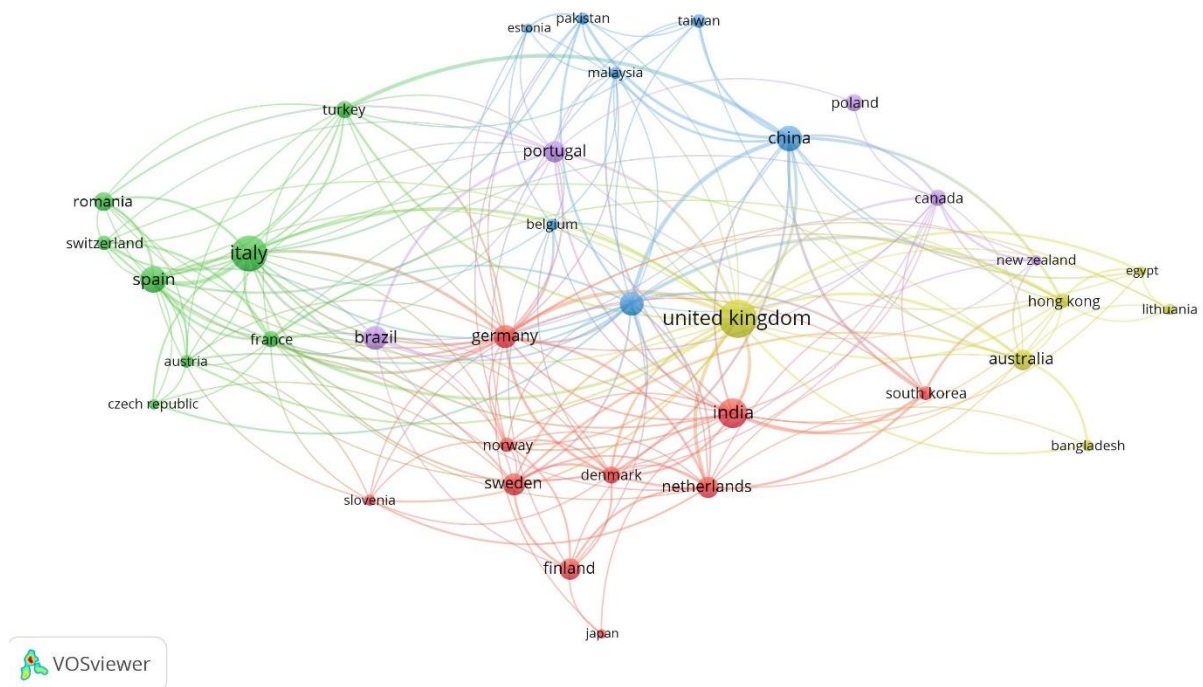 pakistan
taiwan
estonia
malaysia
poland
turkey
china
portugal
canada
romania
belgium
switzerland
italy
new zealand
egypt
spain
hong kong
lithuania
united kingdom
germany
brazil
france
australia
austria
south korea
czech republic
india
bangladesh
norway
denmark
sweden
netherlands
slovenia
finland
japan
VOSviewer